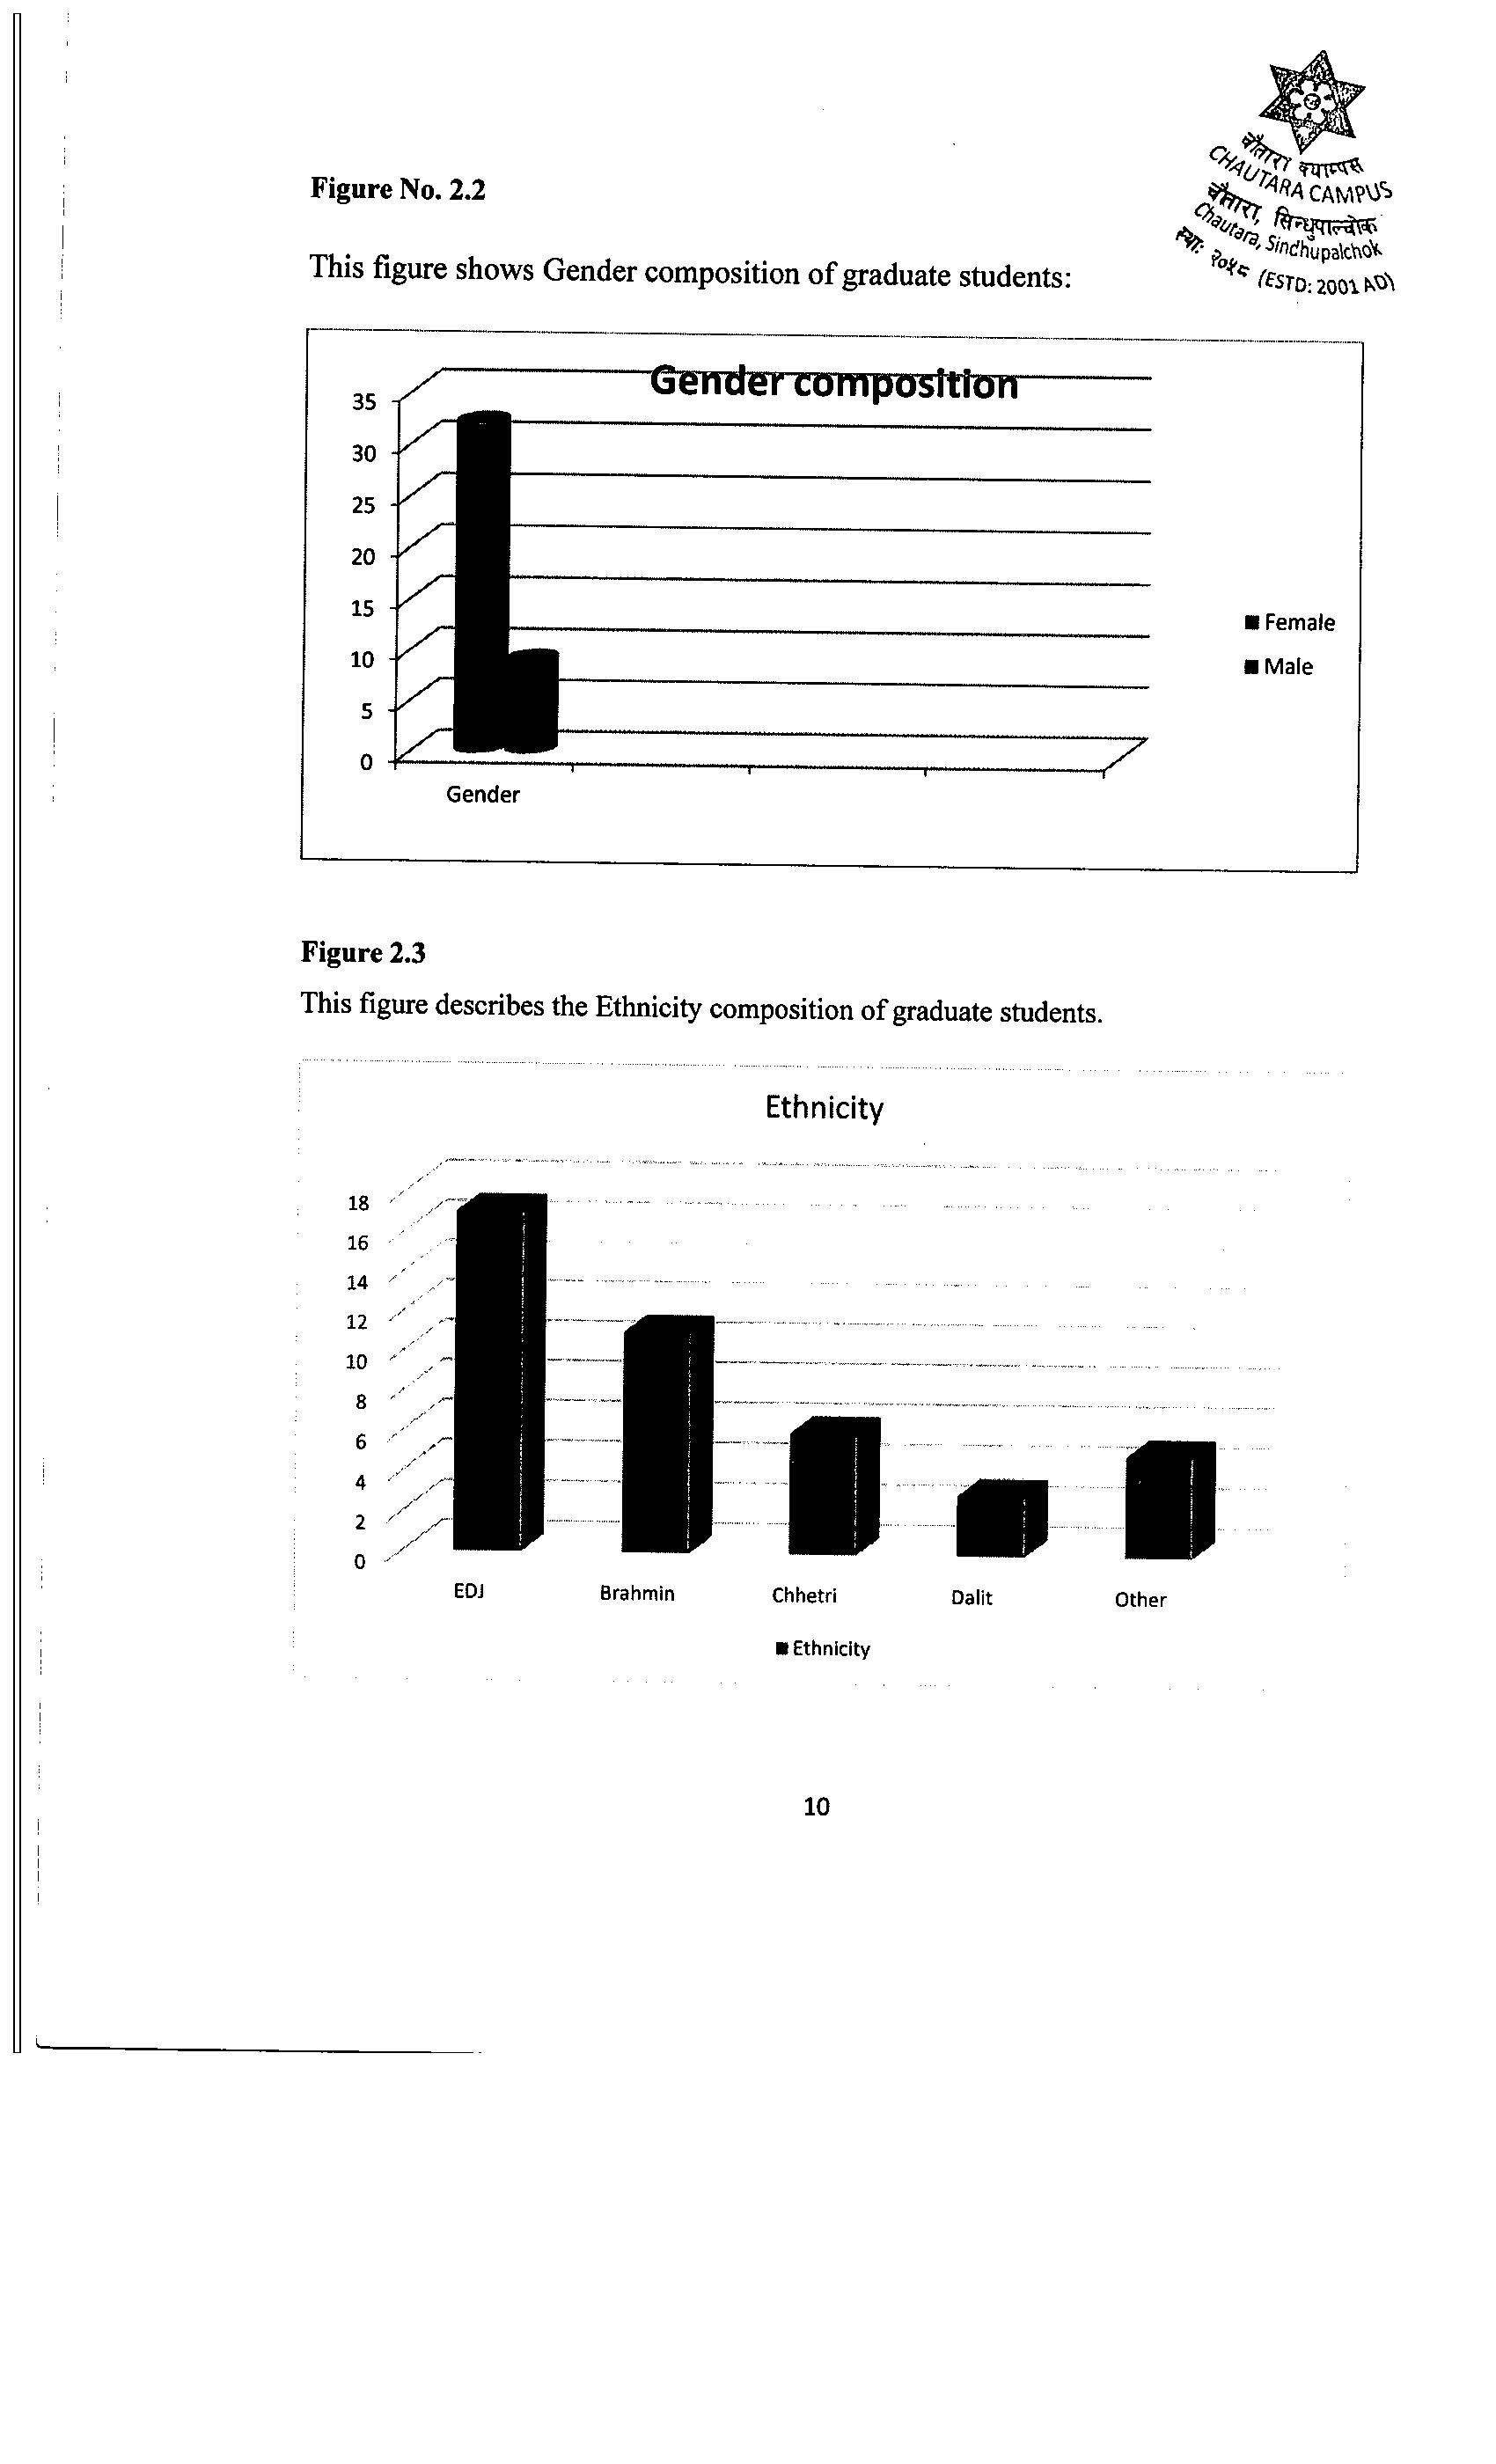 चौतारा क्याम्पस
CHAUTARA CAMPUS
चौतारा, सिन्धुपाल्चोक
Chautara, Sindhupalchok
स्था: २०५८ (ESTD: 2001 AD)
Figure No. 2.2
This figure shows Gender composition of graduate students:
Gender composition
35
30
25
20
15
10
5
0
Gender
Female
Male
Figure 2.3
This figure describes the Ethnicity composition of graduate students.
Ethnicity
18
16
14
12
10
8
6
4
2
0
EDJ Brahmin Chhetri Dalit Other
Ethnicity
10